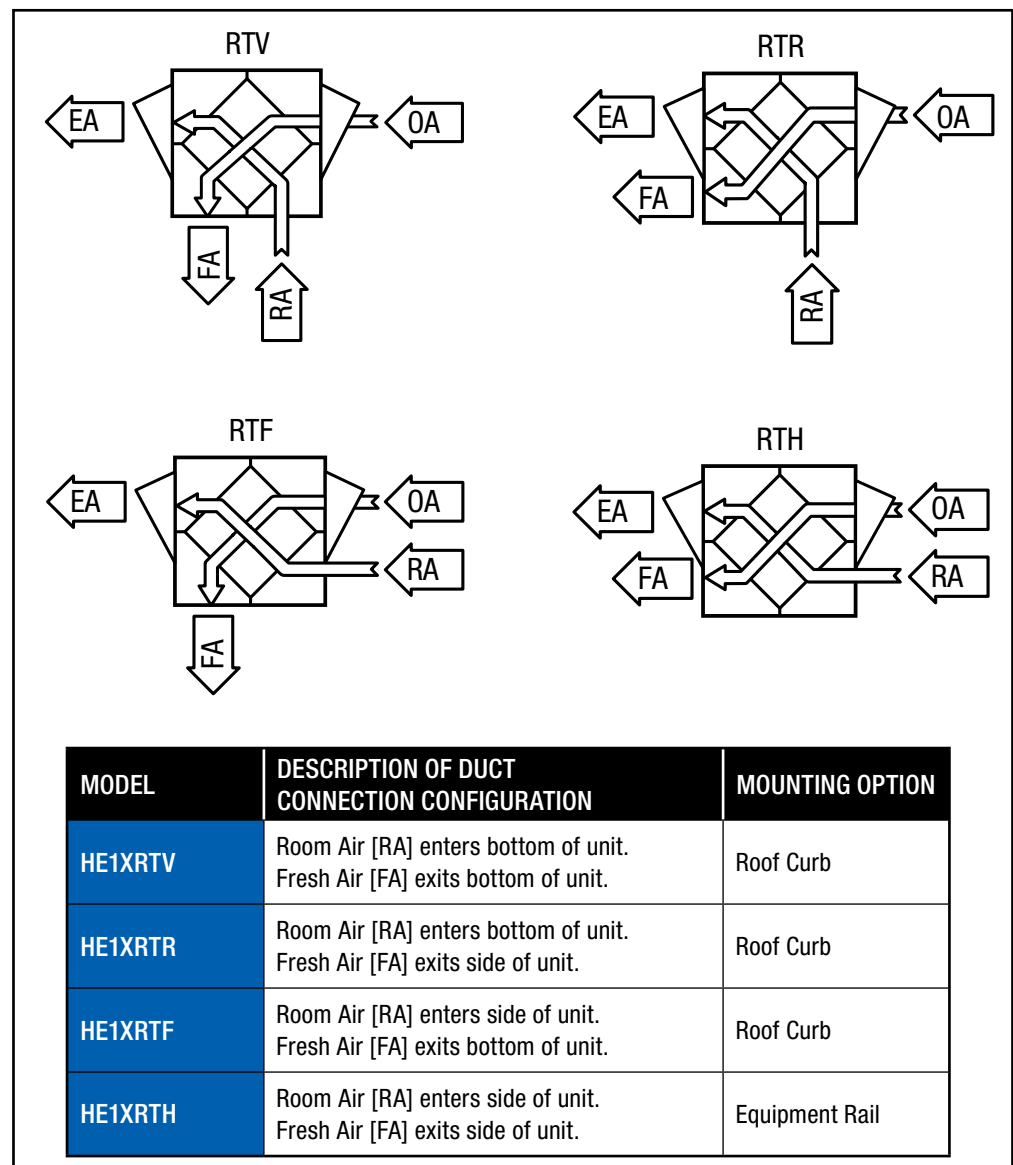 RTV
EA
OA
FA
RA
RTR
EA
OA
FA
RA
RTF
EA
OA
RA
FA
RTH
EA
OA
FA
RA
MODEL
DESCRIPTION OF DUCT
CONNECTION CONFIGURATION
MOUNTING OPTION
HE1XRTV
Room Air [RA] enters bottom of unit.
Fresh Air [FA] exits bottom of unit.
Roof Curb
HE1XRTR
Room Air [RA] enters bottom of unit.
Fresh Air [FA] exits side of unit.
Roof Curb
HE1XRTF
Room Air [RA] enters side of unit.
Fresh Air [FA] exits bottom of unit.
Roof Curb
HE1XRTH
Room Air [RA] enters side of unit.
Fresh Air [FA] exits side of unit.
Equipment Rail